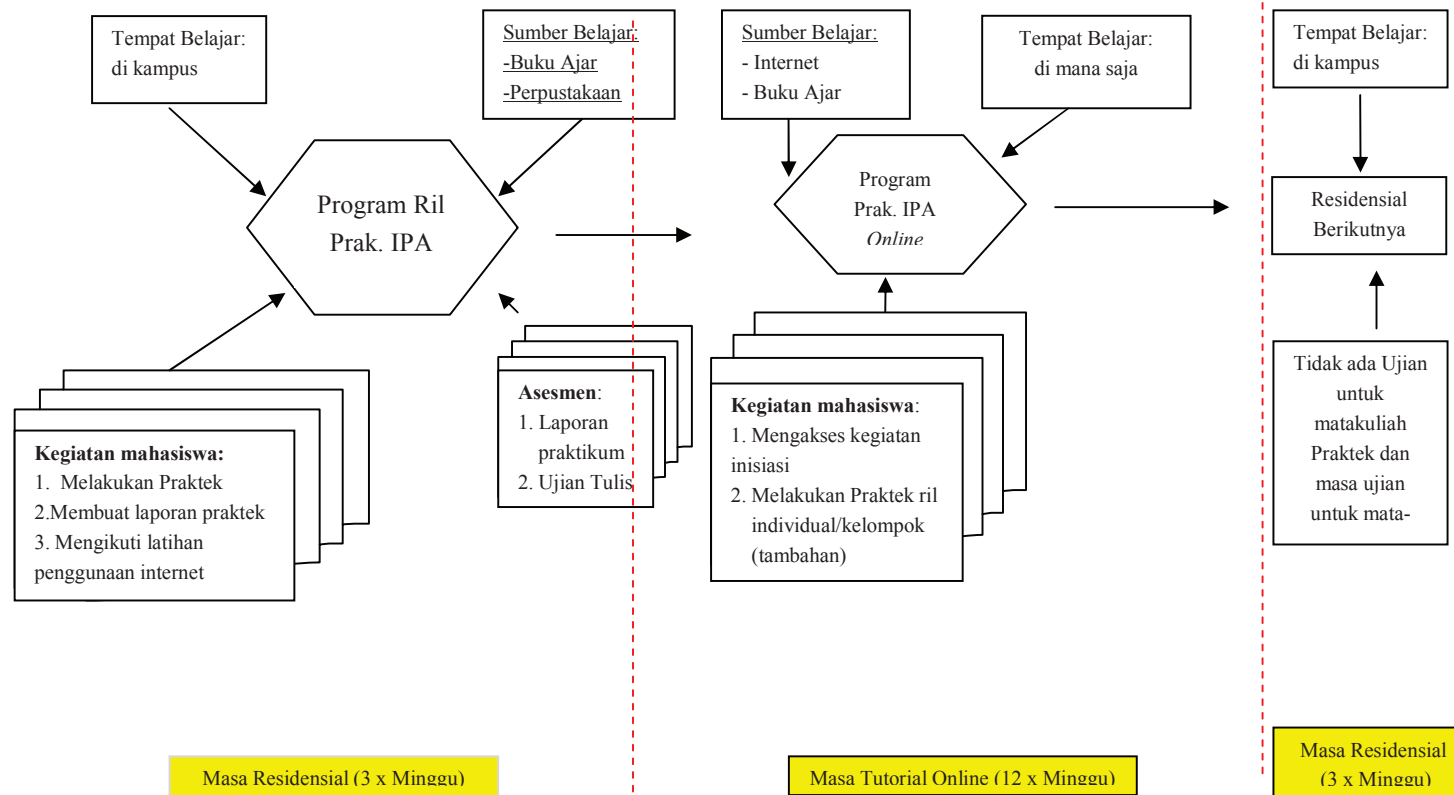 Tempat Belajar:
di kampus
Sumber Belajar:
-Buku Ajar
-Perpustakaan
Program Ril
Prak. IPA
Kegiatan mahasiswa:
1. Melakukan Praktek
2.Membuat laporan praktek
3. Mengikuti latihan
penggunaan internet
Asesmen:
1. Laporan
praktikum
2. Ujian Tulis
Masa Residensial (3 x Minggu)
Sumber Belajar:
- Internet
- Buku Ajar
Tempat Belajar:
di mana saja
Program
Prak. IPA
Online
Kegiatan mahasiswa:
1. Mengakses kegiatan
inisiasi
2. Melakukan Praktek ril
individual/kelompok
(tambahan)
Masa Tutorial Online (12 x Minggu)
Tempat Belajar:
di kampus
Residensial
Berikutnya
Tidak ada Ujian
untuk
matakuliah
Praktek dan
masa ujian
untuk mata-
Masa Residensial
(3 x Minggu)